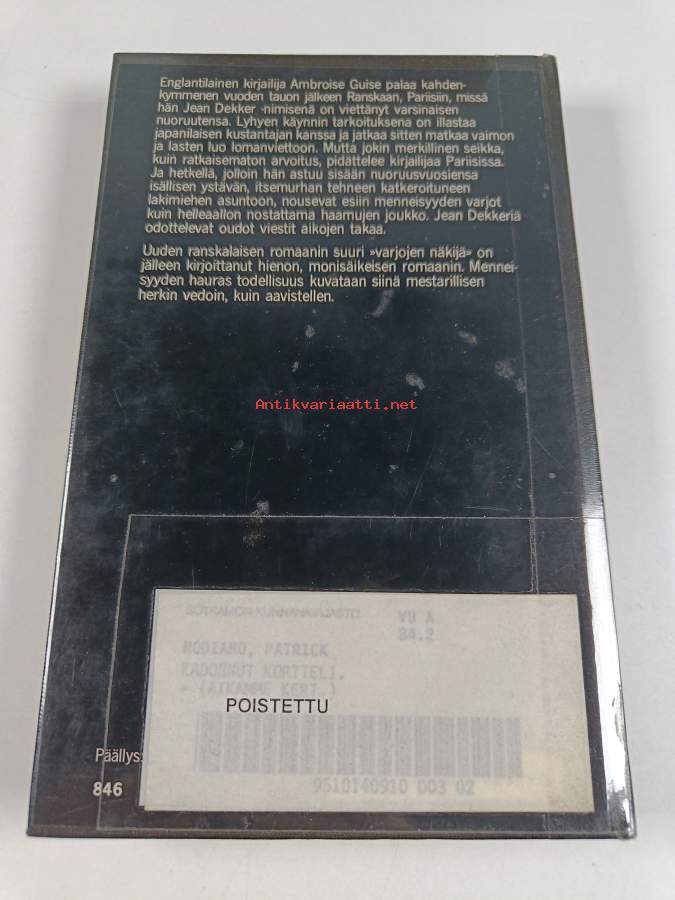 Englantilainen kirjailija Ambroise Guise palaa kahden-
kymmenen vuoden tauon jälkeen Ranskaan, Pariisiin, missä
hän Jean Dekker -nimisenä on viettänyt varsinaisen
nuoruutensa. Lyhyen käynnin tarkoituksena on illastaa
japanilaisen kustantajan kanssa ja jatkaa sitten matkaa vaimon
ja lasten luo lomanviettoon. Mutta jokin merkillinen seikka,
kuin ratkaisematon arvoitus, pidättelee kirjailijaa Pariisissa.
Ja hetkellä, jolloin hän astuu sisään nuoruusvuosiensa
isällisen ystävän, itsemurhan tehneen katkeroituneen
lakimiehen asuntoon, nousevat esiin menneisyyden varjot
kuin helleaallon nostattama haamujen joukko. Jean Dekkeriä
odottelevat oudot viestit aikojen takaa.
Uuden ranskalaisen romaanin suuri »varjojen näkijä» on
jälleen kirjoittanut hienon, monisäikeisen romaanin. Mennei-
syyden hauras todellisuus kuvataan siinä mestarillisen
herkin vedoin, kuin aavistellen.
Antikvariaatti.net
SOTKAMON KUNNANKIRJASTO
VU A
84.2
MODIANO, PATRICK
KADONNUT KORTTELI.
- (AIKAMME KERT.)
POISTETTU
Päällys:
846
9510140910 003 02